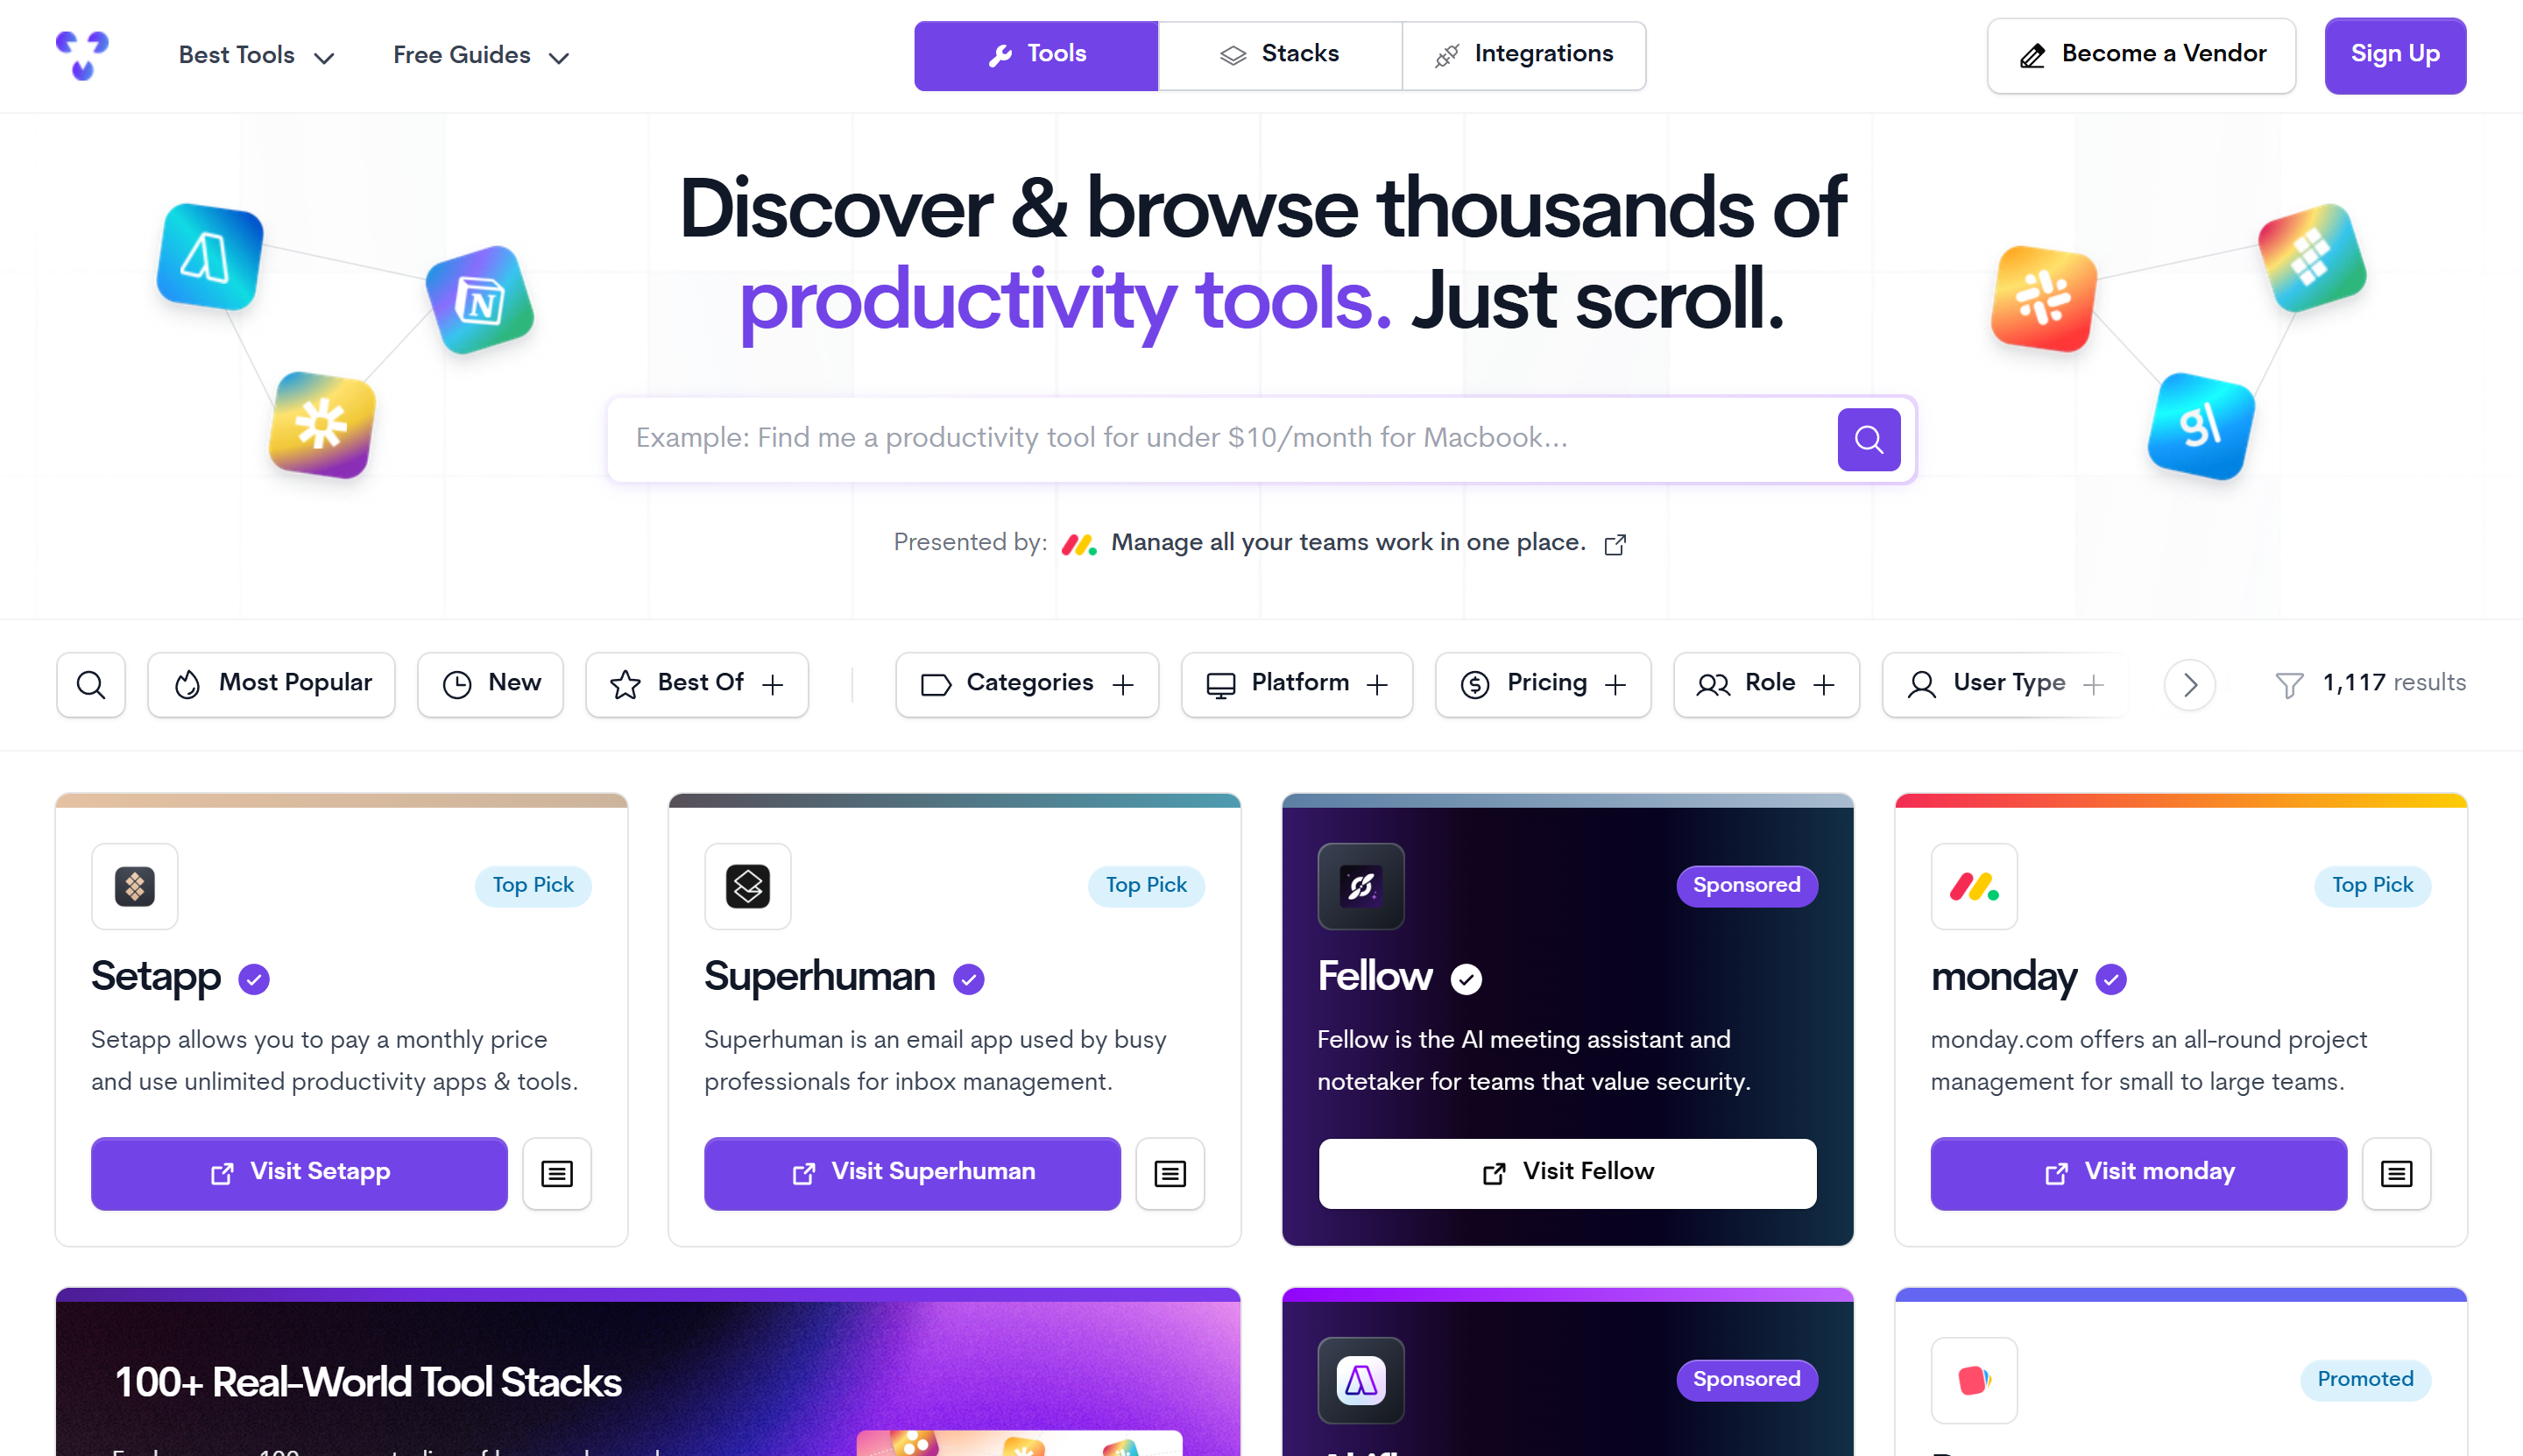 Best Tools
Free Guides
Tools
Stacks
Integrations
Become a Vendor
Sign Up
Discover & browse thousands of
productivity tools. Just scroll.
Example: Find me a productivity tool for under $10/month for Macbook...
Presented by: Manage all your teams work in one place.
Most Popular
New
Best Of
Categories
Platform
Pricing
Role
User Type
1,117 results
Top Pick
Setapp
Setapp allows you to pay a monthly price
and use unlimited productivity apps & tools.
Visit Setapp
Top Pick
Superhuman
Superhuman is an email app used by busy
professionals for inbox management.
Visit Superhuman
Sponsored
Fellow
Fellow is the AI meeting assistant and
notetaker for teams that value security.
Visit Fellow
Top Pick
monday
monday.com offers an all-round project
management for small to large teams.
Visit monday
100+ Real-World Tool Stacks
Sponsored
Promoted